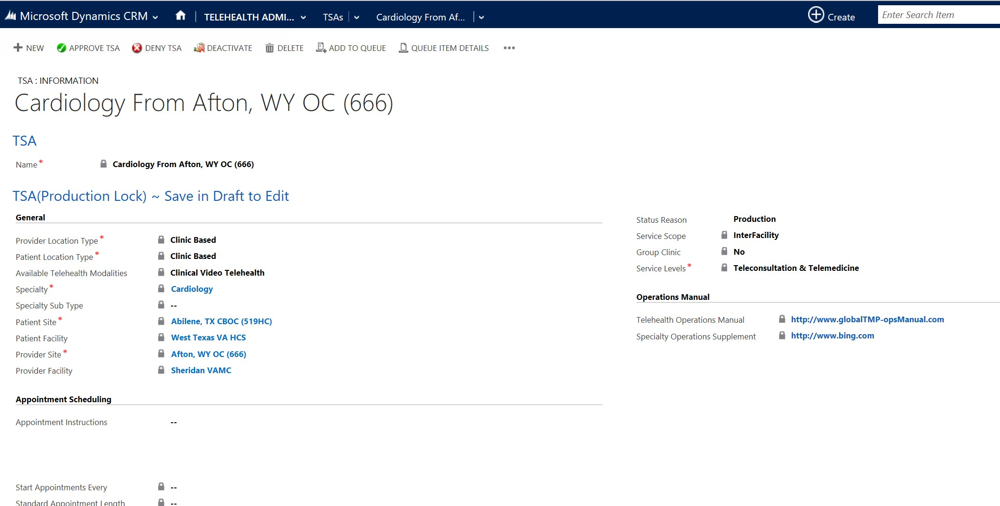 Microsoft Dynamics CRM TELEHEALTH ADMI... TSAs Cardiology From Af... Create Enter Search Item
NEW APPROVE TSA DENY TSA DEACTIVATE DELETE ADD TO QUEUE QUEUE ITEM DETAILS •••
TSA : INFORMATION
Cardiology From Afton, WY OC (666)
TSA
Name* Cardiology From Afton, WY OC (666)
TSA(Production Lock) ~ Save in Draft to Edit
General
Provider Location Type* Clinic Based
Patient Location Type* Clinic Based
Available Telehealth Modalities Clinical Video Telehealth
Specialty* Cardiology
Specialty Sub Type --
Patient Site* Abilene, TX CBOC (519HC)
Patient Facility West Texas VA HCS
Provider Site* Afton, WY OC (666)
Provider Facility Sheridan VAMC
Status Reason Production
Service Scope InterFacility
Group Clinic No
Service Levels* Teleconsultation & Telemedicine
Operations Manual
Telehealth Operations Manual http://www.globalTMP-opsManual.com
Specialty Operations Supplement http://www.bing.com
Appointment Scheduling
Appointment Instructions --
Start Appointments Every --
Standard Appointment Length --